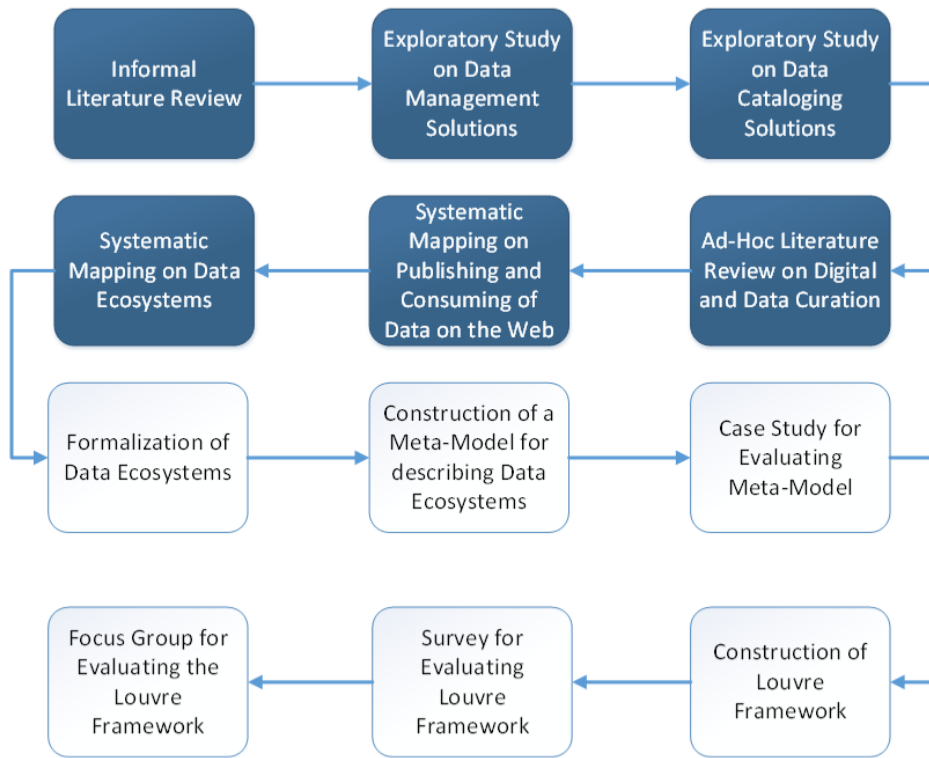 Informal
Literature Review
Exploratory Study
on Data
Management
Solutions
Exploratory Study
on Data
Cataloging
Solutions
Ad-Hoc Literature
Review on Digital
and Data Curation
Systematic
Mapping on
Publishing and
Consuming of
Data on the Web
Systematic
Mapping on Data
Ecosystems
Formalization of
Data Ecosystems
Construction of a
Meta-Model for
describing Data
Ecosystems
Case Study for
Evaluating
Meta-Model
Construction of
Louvre
Framework
Survey for
Evaluating
Louvre
Framework
Focus Group for
Evaluating the
Louvre
Framework